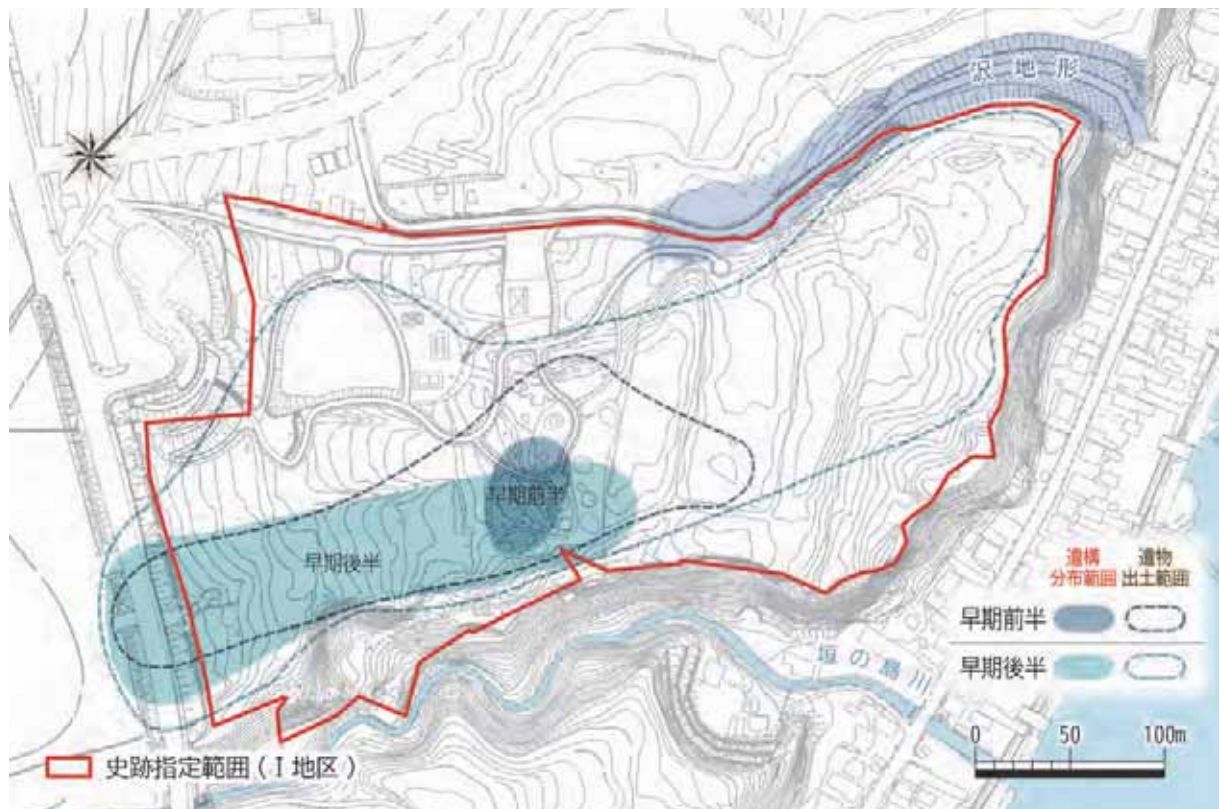 沢地形
早期前半
早期後半
遺構
分布範囲
遺物
出土範囲
早期前半
早期後半
垣の島川
0 50 100m
史跡指定範囲(Ⅰ地区)